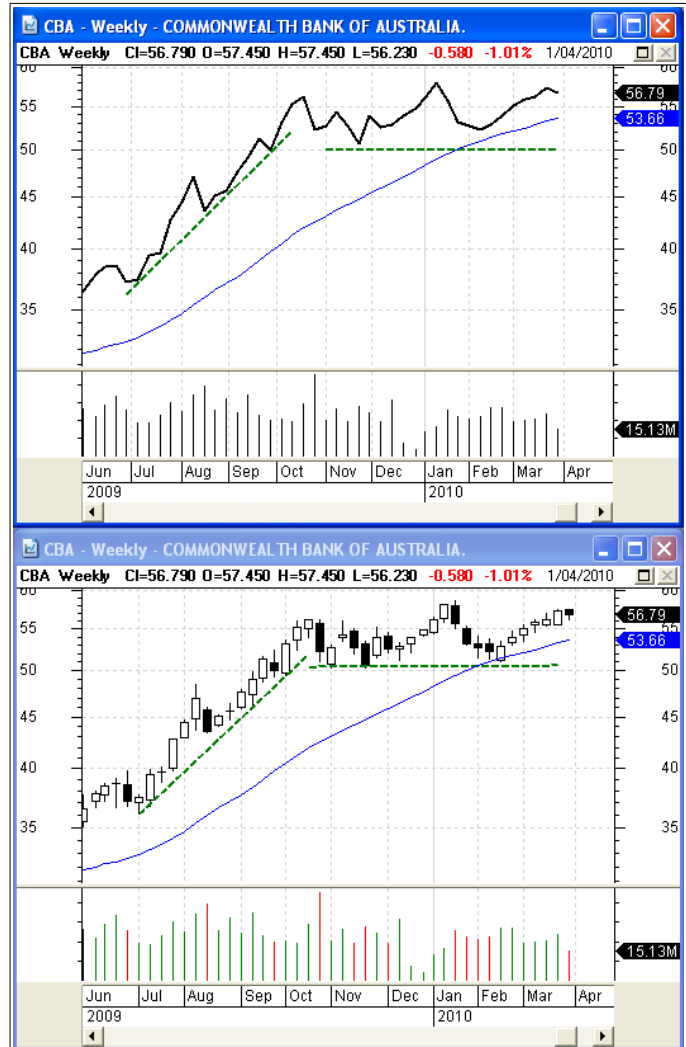 CBA - Weekly - COMMONWEALTH BANK OF AUSTRALIA.
CBA Weekly Cl=56.790 O=57.450 H=57.450 L=56.230 -0.580 -1.01% 1/04/2010
60 60
55 56.79
53.66
50 50
45 45
40 40
35 35
15.13M
Jun Jul Aug Sep Oct Nov Dec Jan Feb Mar Apr
2009 2010
CBA - Weekly - COMMONWEALTH BANK OF AUSTRALIA.
CBA Weekly Cl=56.790 O=57.450 H=57.450 L=56.230 -0.580 -1.01% 1/04/2010
60 60
56.79
55 55
53.66
50 50
45 45
40 40
35 35
15.13M
Jun Jul Aug Sep Oct Nov Dec Jan Feb Mar Apr
2009 2010